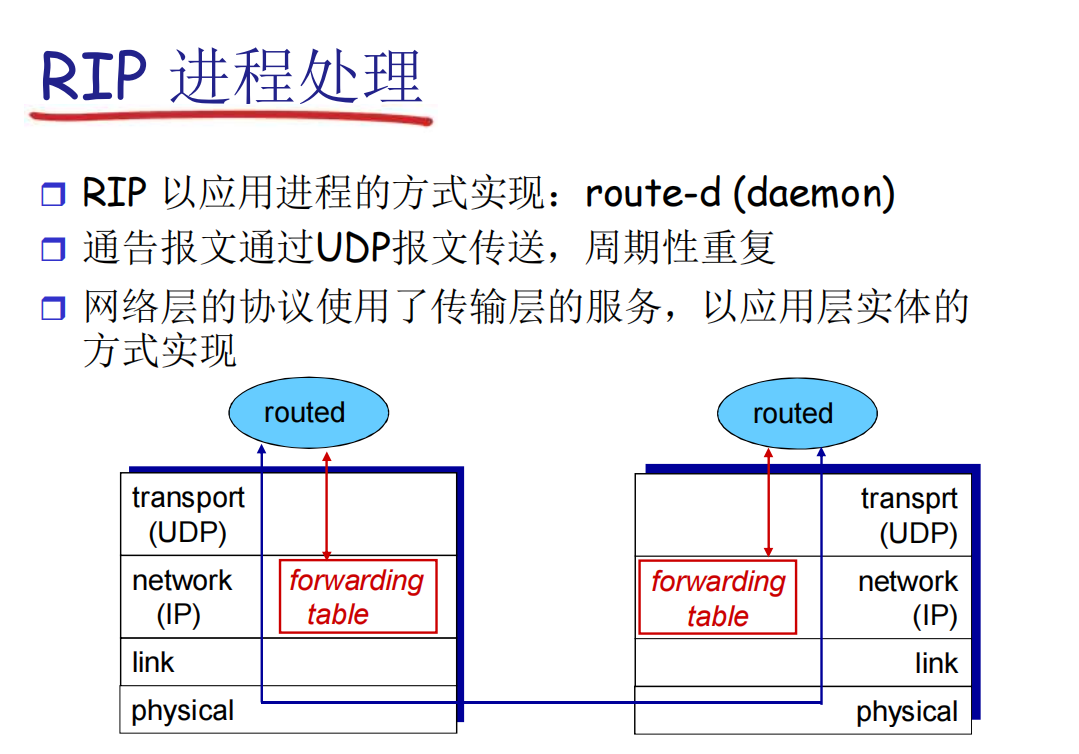 RIP 进程处理
RIP 以应用进程的方式实现：route-d (daemon)
通告报文通过UDP报文传送，周期性重复
网络层的协议使用了传输层的服务，以应用层实体的
方式实现
routed
routed
transport
(UDP)
network
(IP)
link
physical
forwarding
table
forwarding
table
transprt
(UDP)
network
(IP)
link
physical